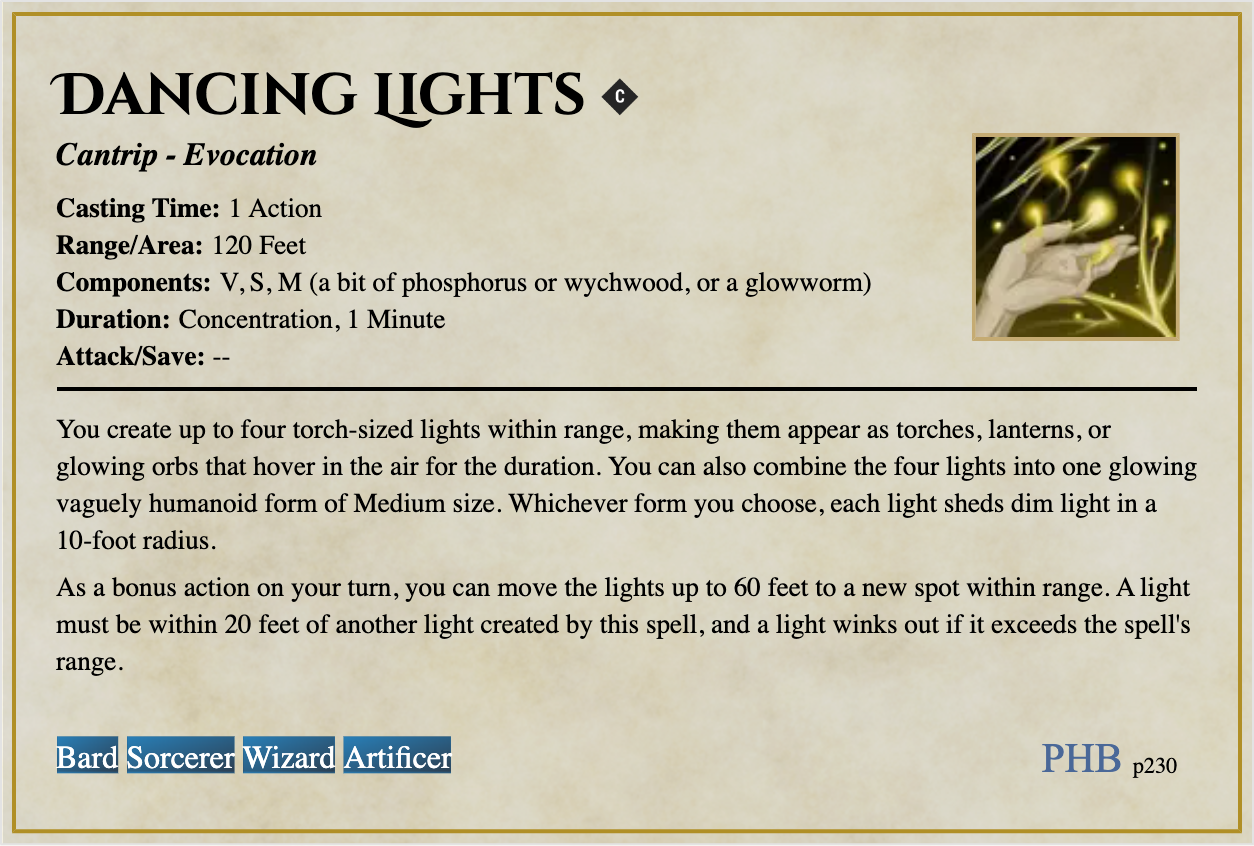 Dancing Lights C
Cantrip - Evocation
Casting Time: 1 Action
Range/Area: 120 Feet
Components: V, S, M (a bit of phosphorus or wychwood, or a glowworm)
Duration: Concentration, 1 Minute
Attack/Save: --
You create up to four torch-sized lights within range, making them appear as torches, lanterns, or
glowing orbs that hover in the air for the duration. You can also combine the four lights into one glowing
vaguely humanoid form of Medium size. Whichever form you choose, each light sheds dim light in a
10-foot radius.
As a bonus action on your turn, you can move the lights up to 60 feet to a new spot within range. A light
must be within 20 feet of another light created by this spell, and a light winks out if it exceeds the spell's
range.
Bard Sorcerer Wizard Artificer
PHB p230